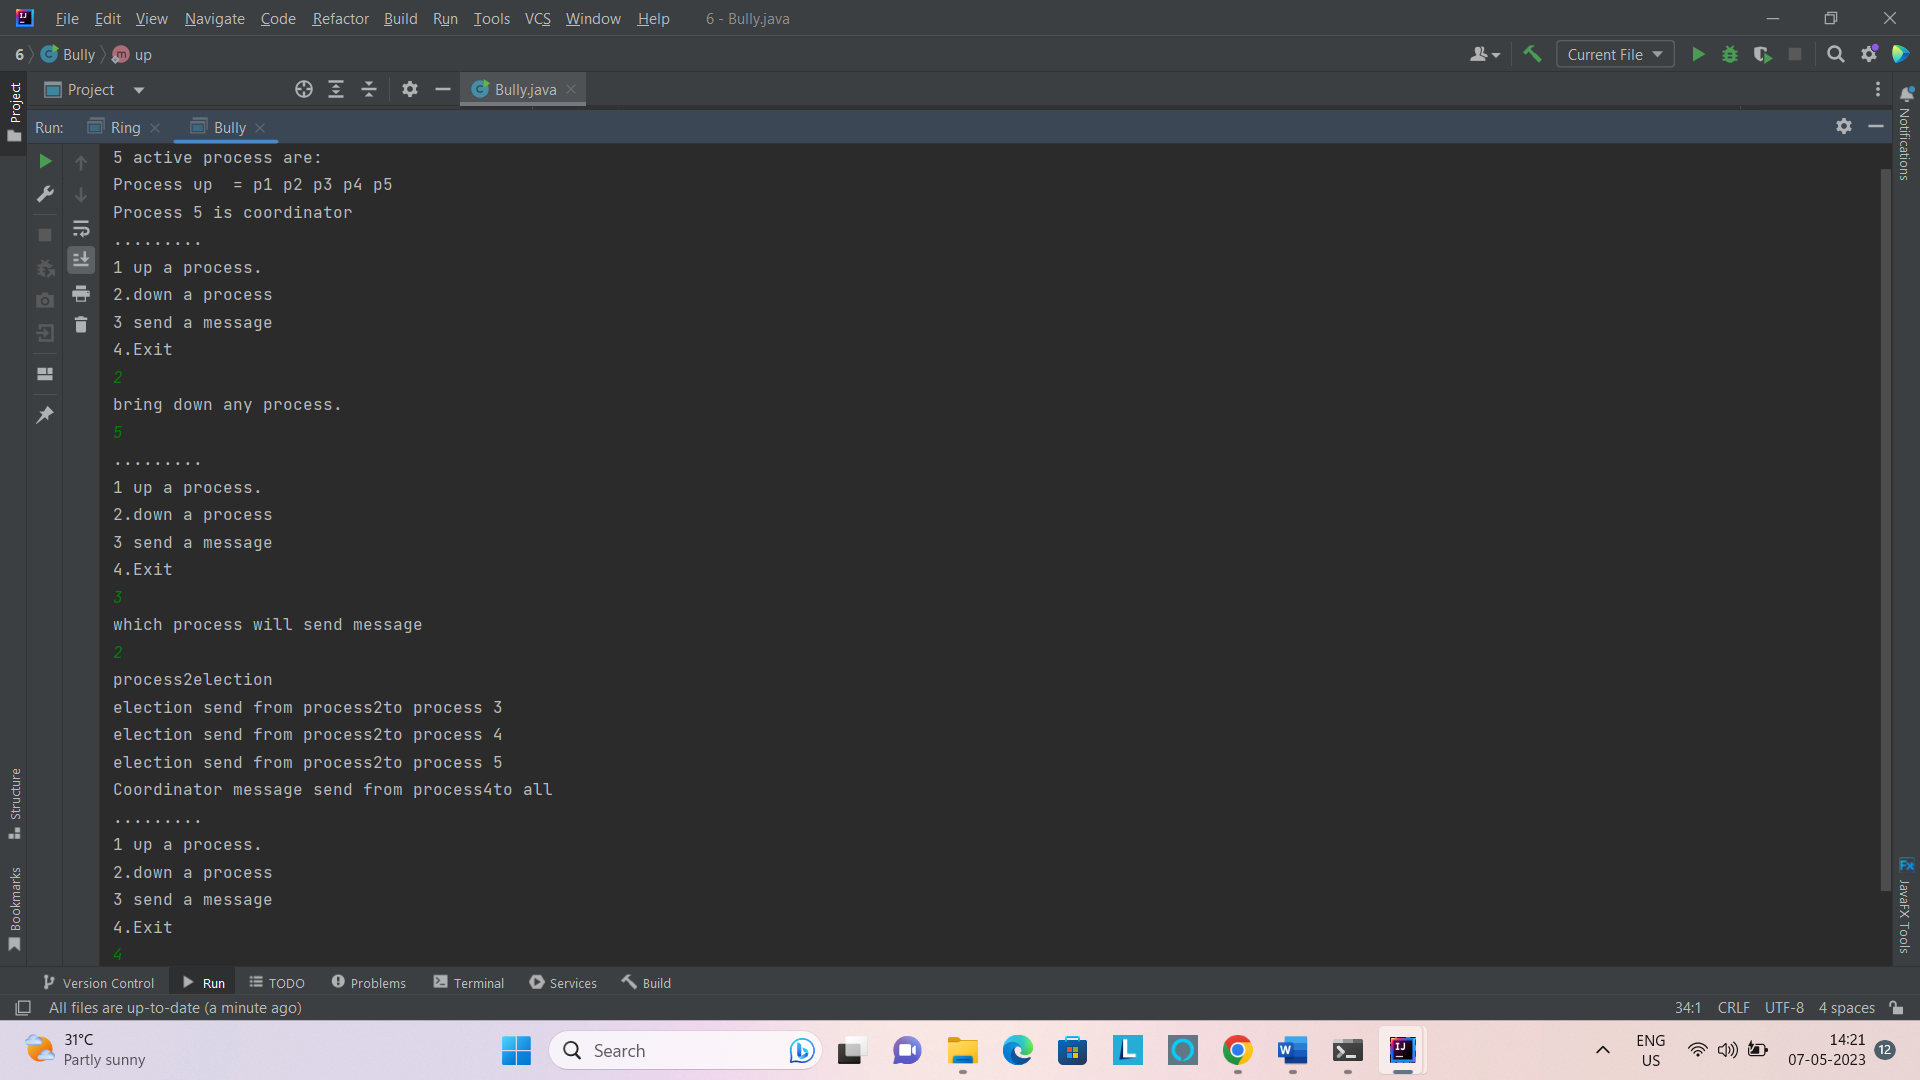 File Edit View Navigate Code Refactor Build Run Tools VCS Window Help 6 - Bully.java
6 Bully up Current File
Project Bully.java
Run: Ring Bully
5 active process are:
Process up  = p1 p2 p3 p4 p5
Process 5 is coordinator
.........
1 up a process.
2.down a process
3 send a message
4.Exit
2
bring down any process.
5
.........
1 up a process.
2.down a process
3 send a message
4.Exit
3
which process will send message
2
process2election
election send from process2to process 3
election send from process2to process 4
election send from process2to process 5
Coordinator message send from process4to all
.........
1 up a process.
2.down a process
3 send a message
4.Exit
4
Project
Structure
Bookmarks
Notifications
JavaFX Tools
Version Control Run TODO Problems Terminal Services Build
All files are up-to-date (a minute ago) 34:1 CRLF UTF-8 4 spaces
31°C
Partly sunny
Search
ENG
US
14:21
07-05-2023
12